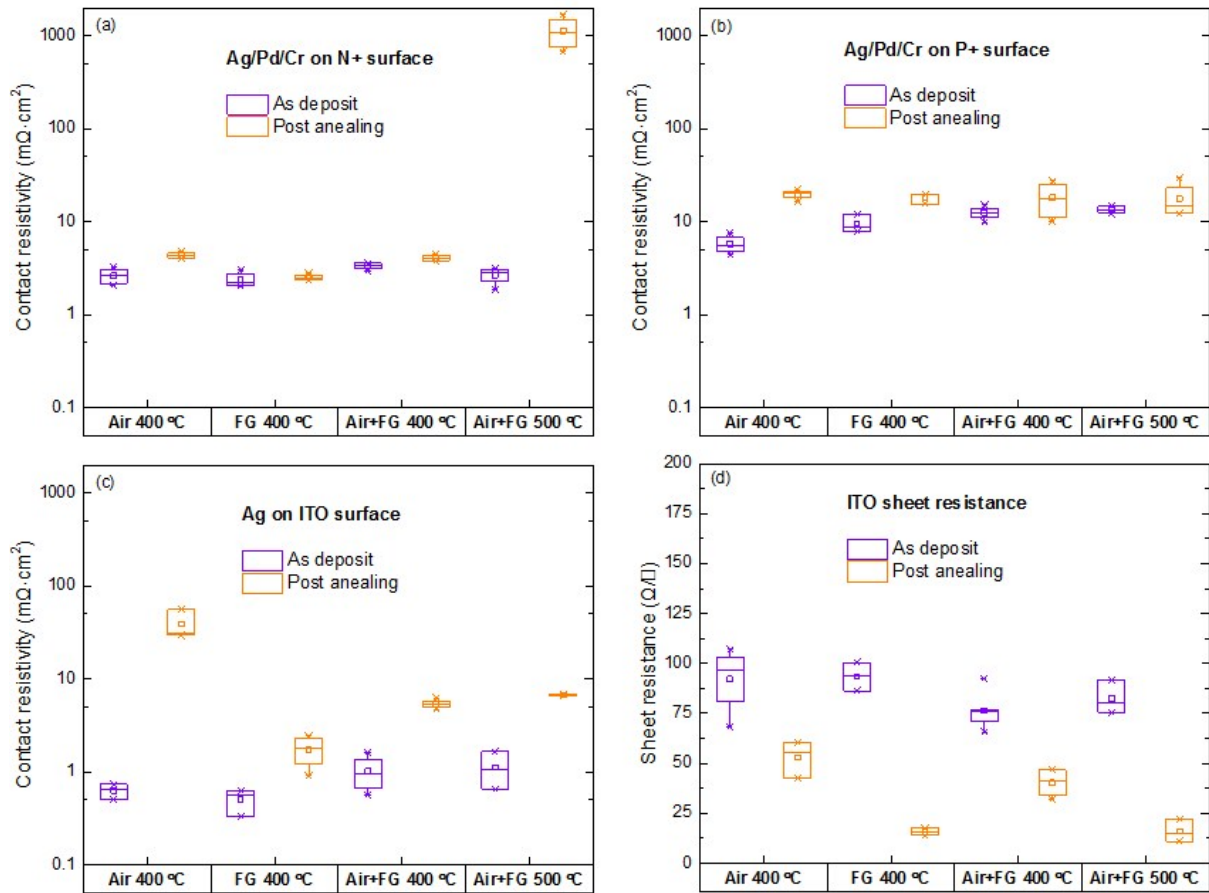 (a)
Ag/Pd/Cr on N+ surface
As deposit
Post anealing
Contact resistivity (mΩ·cm²)
1000
100
10
1
0.1
Air 400 °C
FG 400 °C
Air+FG 400 °C
Air+FG 500 °C
(b)
Ag/Pd/Cr on P+ surface
As deposit
Post anealing
Contact resistivity (mΩ·cm²)
1000
100
10
1
0.1
Air 400 °C
FG 400 °C
Air+FG 400 °C
Air+FG 500 °C
(c)
Ag on ITO surface
As deposit
Post anealing
Contact resistivity (mΩ·cm²)
1000
100
10
1
0.1
Air 400 °C
FG 400 °C
Air+FG 400 °C
Air+FG 500 °C
(d)
ITO sheet resistance
As deposit
Post anealing
Sheet resistance (Ω/□)
200
175
150
125
100
75
50
25
0
Air 400 °C
FG 400 °C
Air+FG 400 °C
Air+FG 500 °C